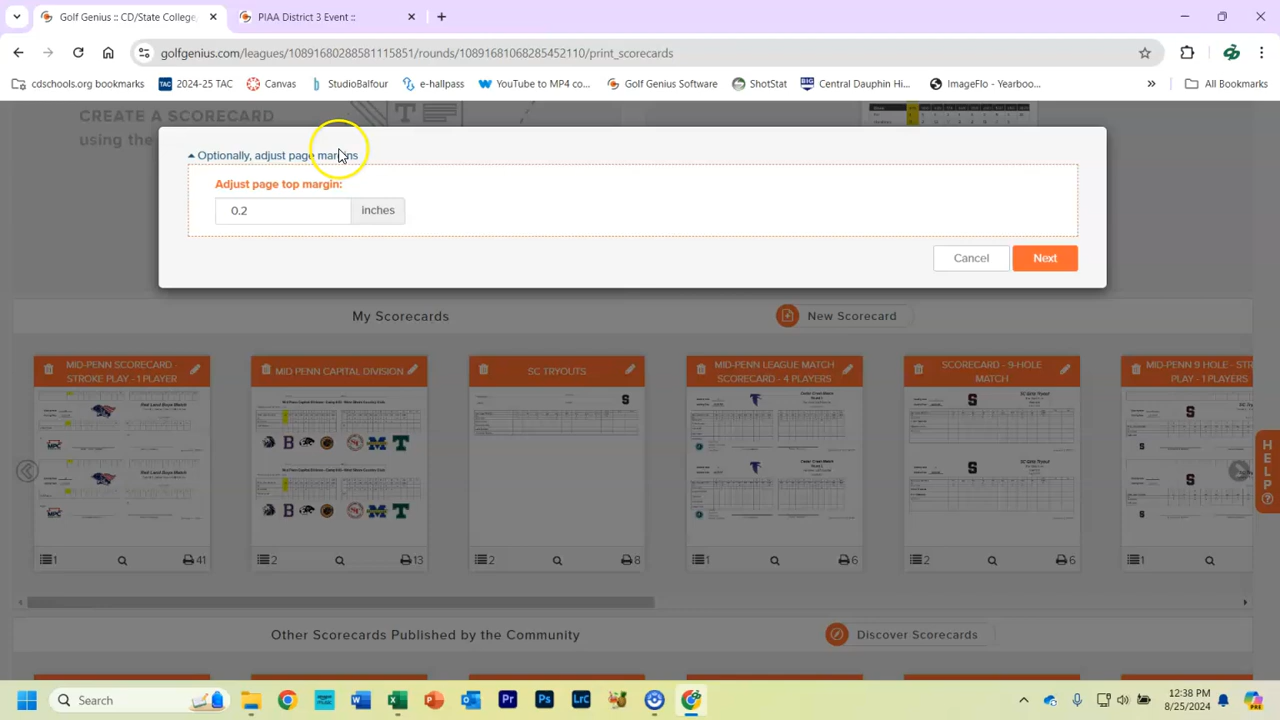 Golf Genius :: CD/State College
PIAA District 3 Event ::
golfgenius.com/leagues/10891680288581115851/rounds/10891681068285452110/print_scorecards
cdschools.org bookmarks
2024-25 TAC
Canvas
StudioBalfour
e-hallpass
YouTube to MP4 co...
Golf Genius Software
ShotStat
Central Dauphin Hi...
ImageFlo - Yearboo...
All Bookmarks
CREATE A SCORECARD
using the
Optionally, adjust page margins
Adjust page top margin:
0.2 inches
Cancel Next
My Scorecards
New Scorecard
MID-PENN SCORECARD - STROKE PLAY - 1 PLAYER
MID PENN CAPITAL DIVISION
SC TRYOUTS
MID-PENN LEAGUE MATCH SCORECARD - 4 PLAYERS
SCORECARD - 9-HOLE MATCH
MID-PENN 9 HOLE - STR
PLAY - 1 PLAYERS
1 41
2 13
2 8
1 6
2 6
1
HELP
Other Scorecards Published by the Community
Discover Scorecards
Search
12:38 PM
8/25/2024